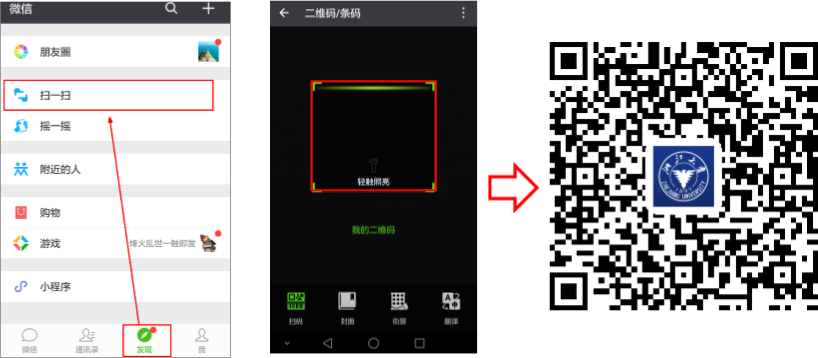 微信
朋友圈
扫一扫
摇一摇
附近的人
购物
游戏
烽火乱世一触即发
小程序
微信
通讯录
发现
我
二维码/条码
轻触照亮
我的二维码
扫码
封面
街景
翻译
ZHEJIANG UNIVERSITY